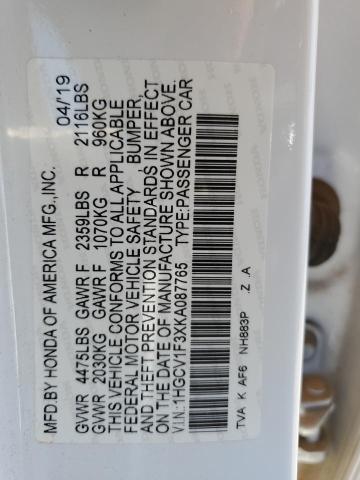 MFD.BY HONDA OF AMERICA MFG.,INC. 04/19
GVWR 4475LBS GAWR F 2359LBS R 2116LBS
GVWR 2030KG GAWR F 1070KG R 960KG
THIS VEHICLE CONFORMS TO ALL APPLICABLE
FEDERAL MOTOR VEHICLE SAFETY, BUMPER,
AND THEFT PREVENTION STANDARDS IN EFFECT
ON THE DATE OF MANUFACTURE SHOWN ABOVE.
V.I.N.:1HGCV1F3XKA087765 TYPE:PASSENGER CAR
TVA K AF6 NH883P .Z .A